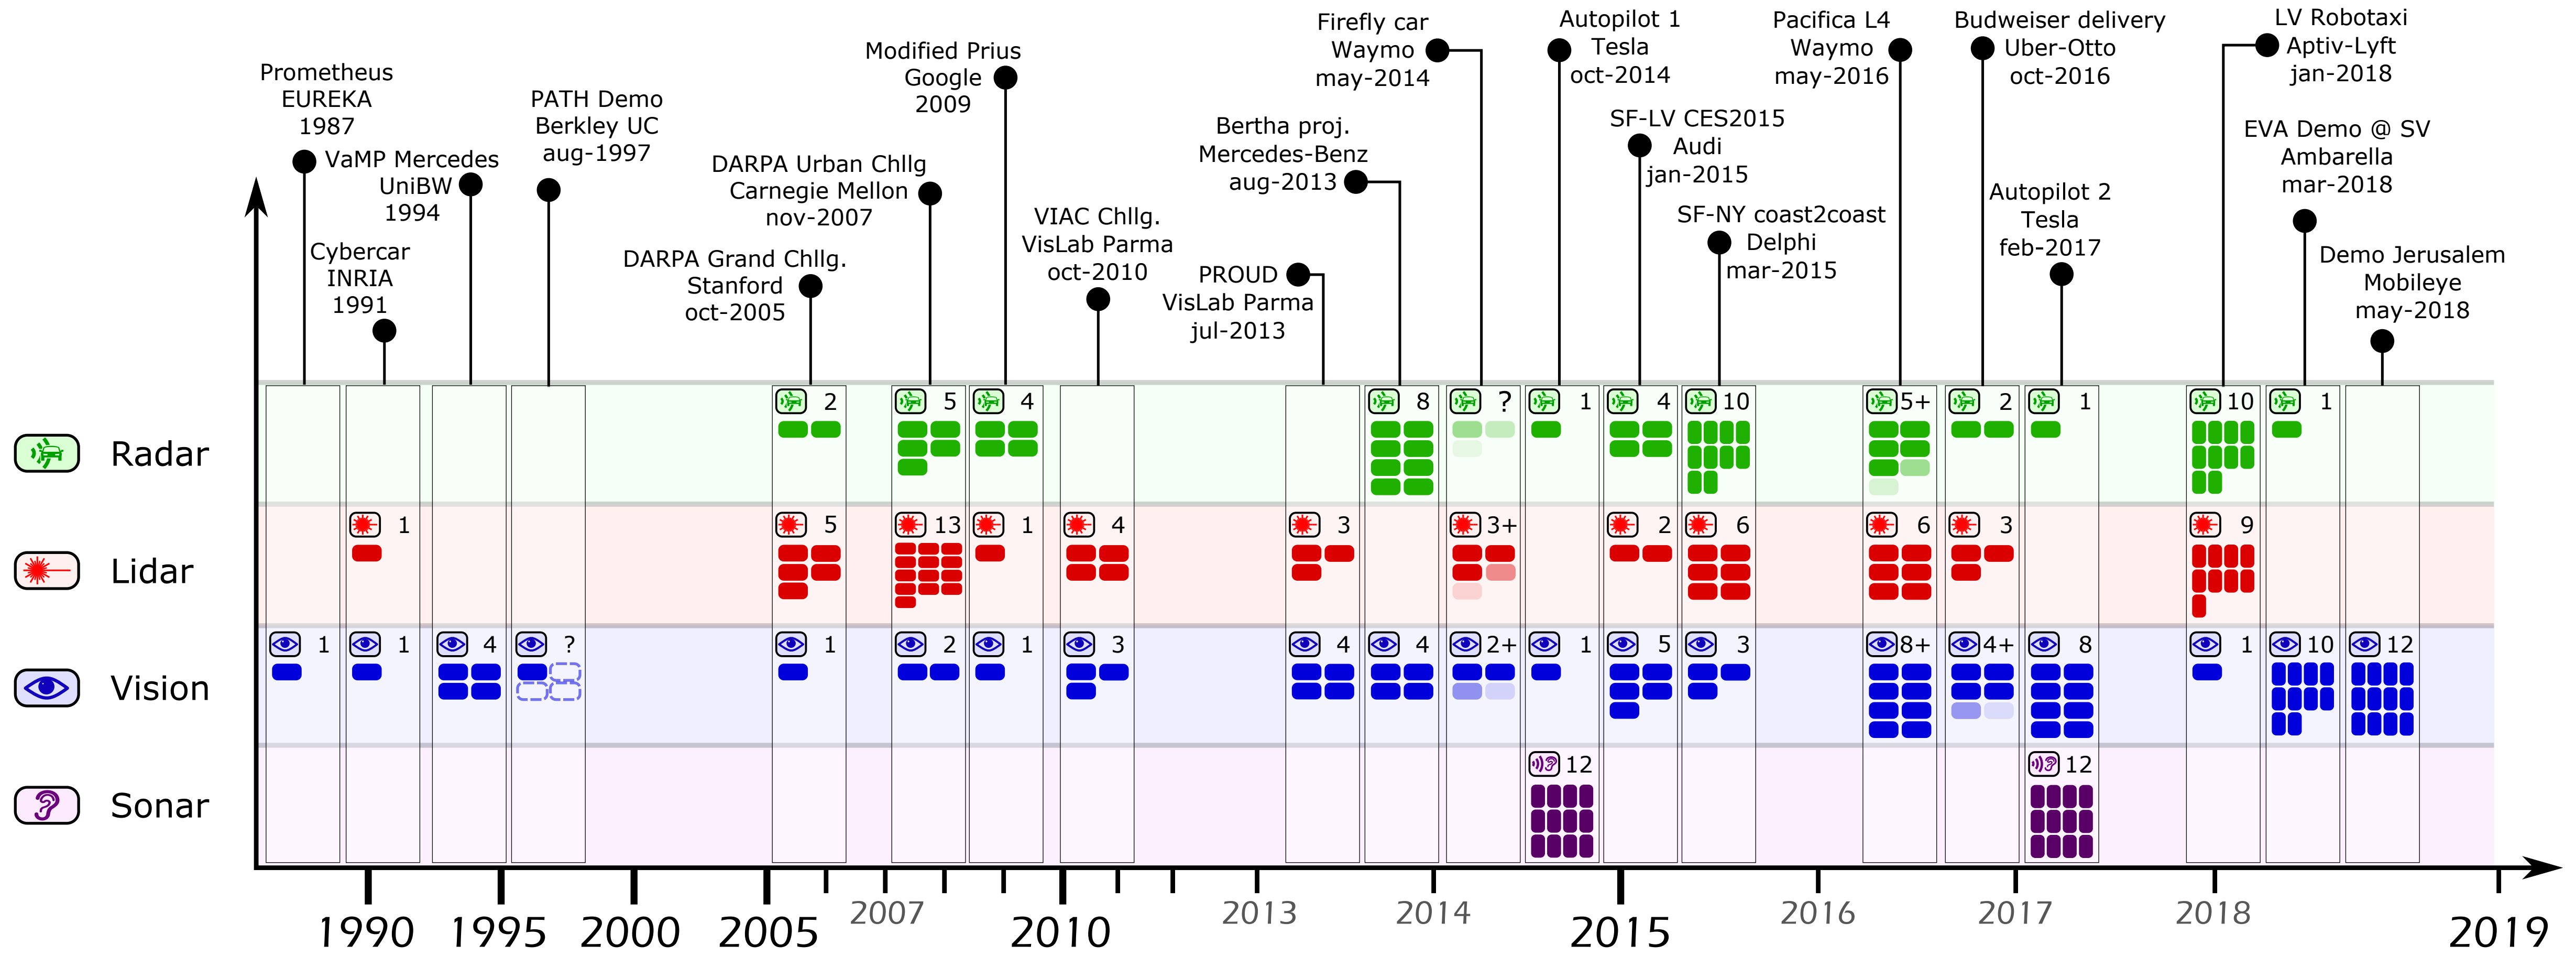 Prometheus
EUREKA
1987
VaMP Mercedes
UniBW
1994
Cybercar
INRIA
1991
PATH Demo
Berkley UC
aug-1997
DARPA Grand Chllg.
Stanford
oct-2005
DARPA Urban Chllg
Carnegie Mellon
nov-2007
Modified Prius
Google
2009
VIAC Chllg.
VisLab Parma
oct-2010
PROUD
VisLab Parma
jul-2013
Bertha proj.
Mercedes-Benz
aug-2013
Firefly car
Waymo
may-2014
Autopilot 1
Tesla
oct-2014
SF-LV CES2015
Audi
jan-2015
SF-NY coast2coast
Delphi
mar-2015
Pacifica L4
Waymo
may-2016
Budweiser delivery
Uber-Otto
oct-2016
Autopilot 2
Tesla
feb-2017
LV Robotaxi
Aptiv-Lyft
jan-2018
EVA Demo @ SV
Ambarella
mar-2018
Demo Jerusalem
Mobileye
may-2018
Radar
2 5 4 8 ? 1 4 10 5+ 2 1 10 1
Lidar
1 5 13 1 4 3 3+ 2 6 6 3 9
Vision
1 1 4 ? 1 2 1 3 4 4 2+ 1 5 3 8+ 4+ 8 1 10 12
Sonar
12 12
1990 1995 2000 2005 2007 2010 2013 2014 2015 2016 2017 2018 2019